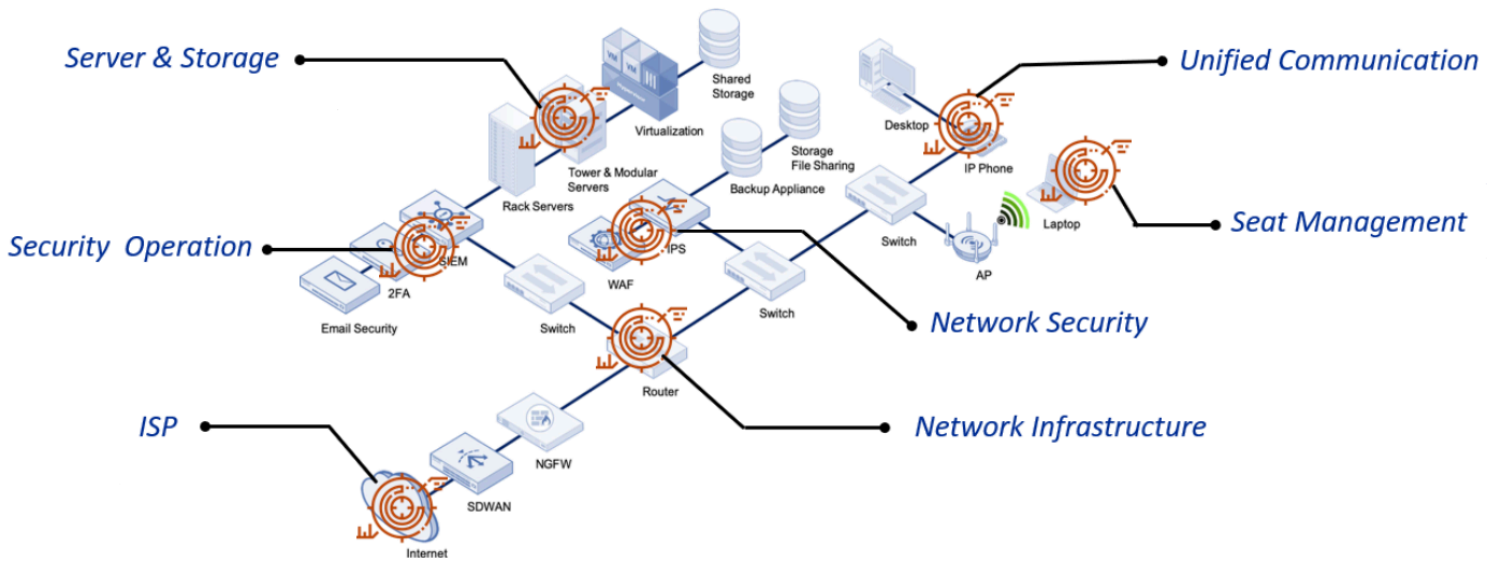 Server & Storage
Unified Communication
VM
VM
Shared
Storage
Virtualization
Desktop
Storage
File Sharing
IP Phone
Tower & Modular
Servers
Backup Appliance
Rack Servers
Laptop
Seat Management
Switch
Security  Operation
SIEM
IPS
AP
2FA
WAF
Email Security
Switch
Switch
Network Security
Router
ISP
Network Infrastructure
NGFW
SDWAN
Internet